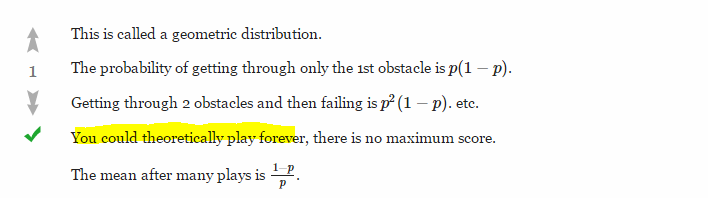 This is called a geometric distribution.
1
The probability of getting through only the 1st obstacle is p(1 − p).
Getting through 2 obstacles and then failing is p²(1 − p). etc.
You could theoretically play forever, there is no maximum score.
The mean after many plays is (1−p)/p.